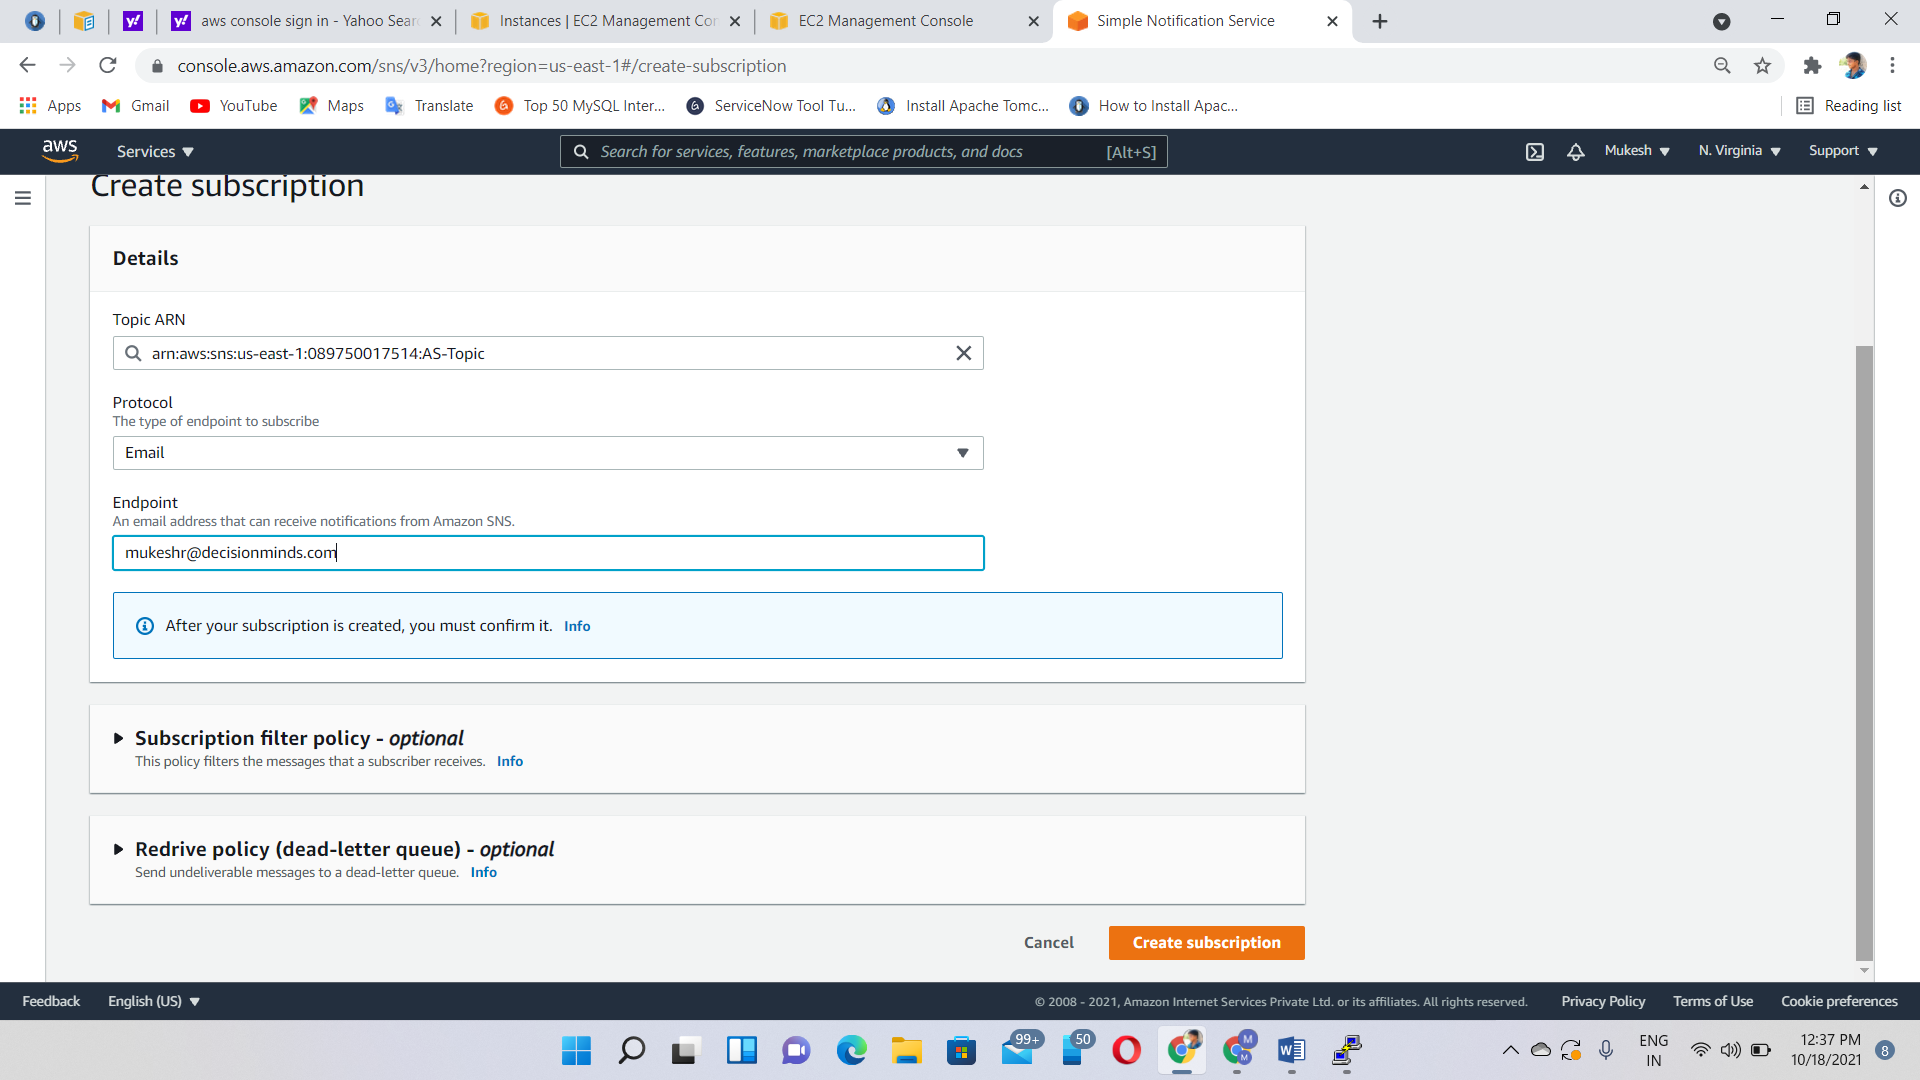 aws console sign in - Yahoo Sear
Instances | EC2 Management Con
EC2 Management Console
Simple Notification Service
console.aws.amazon.com/sns/v3/home?region=us-east-1#/create-subscription
Apps
Gmail
YouTube
Maps
Translate
Top 50 MySQL Inter...
ServiceNow Tool Tu...
Install Apache Tomc...
How to Install Apac...
Reading list
aws
Services
Search for services, features, marketplace products, and docs
[Alt+S]
Mukesh
N. Virginia
Support
Create subscription
Details
Topic ARN
arn:aws:sns:us-east-1:089750017514:AS-Topic
Protocol
The type of endpoint to subscribe
Email
Endpoint
An email address that can receive notifications from Amazon SNS.
mukeshr@decisionminds.com
After your subscription is created, you must confirm it. Info
Subscription filter policy - optional
This policy filters the messages that a subscriber receives. Info
Redrive policy (dead-letter queue) - optional
Send undeliverable messages to a dead-letter queue. Info
Cancel
Create subscription
Feedback
English (US)
© 2008 - 2021, Amazon Internet Services Private Ltd. or its affiliates. All rights reserved.
Privacy Policy
Terms of Use
Cookie preferences
99+
50
M
M
ENG
IN
12:37 PM
10/18/2021
8